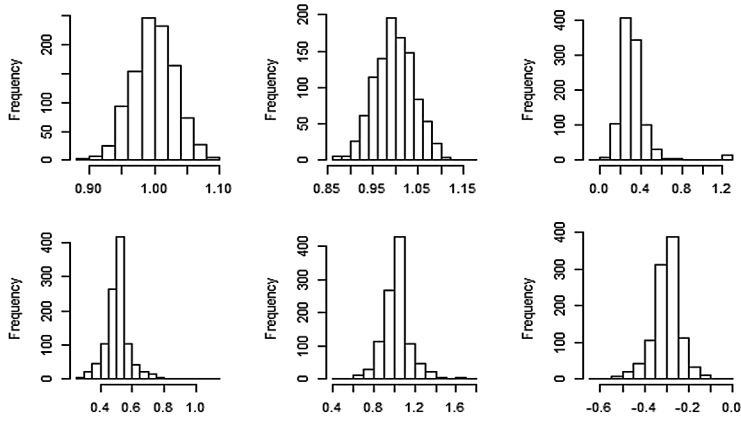 Frequency
0 50 100 200
0.90 1.00 1.10
Frequency
0 50 100 150 200
0.85 0.95 1.05 1.15
Frequency
0 100 200 300 400
0.0 0.4 0.8 1.2
Frequency
0 100 200 300 400
0.4 0.6 0.8 1.0
Frequency
0 100 200 300 400
0.4 0.8 1.2 1.6
Frequency
0 100 200 300 400
-0.6 -0.4 -0.2 0.0